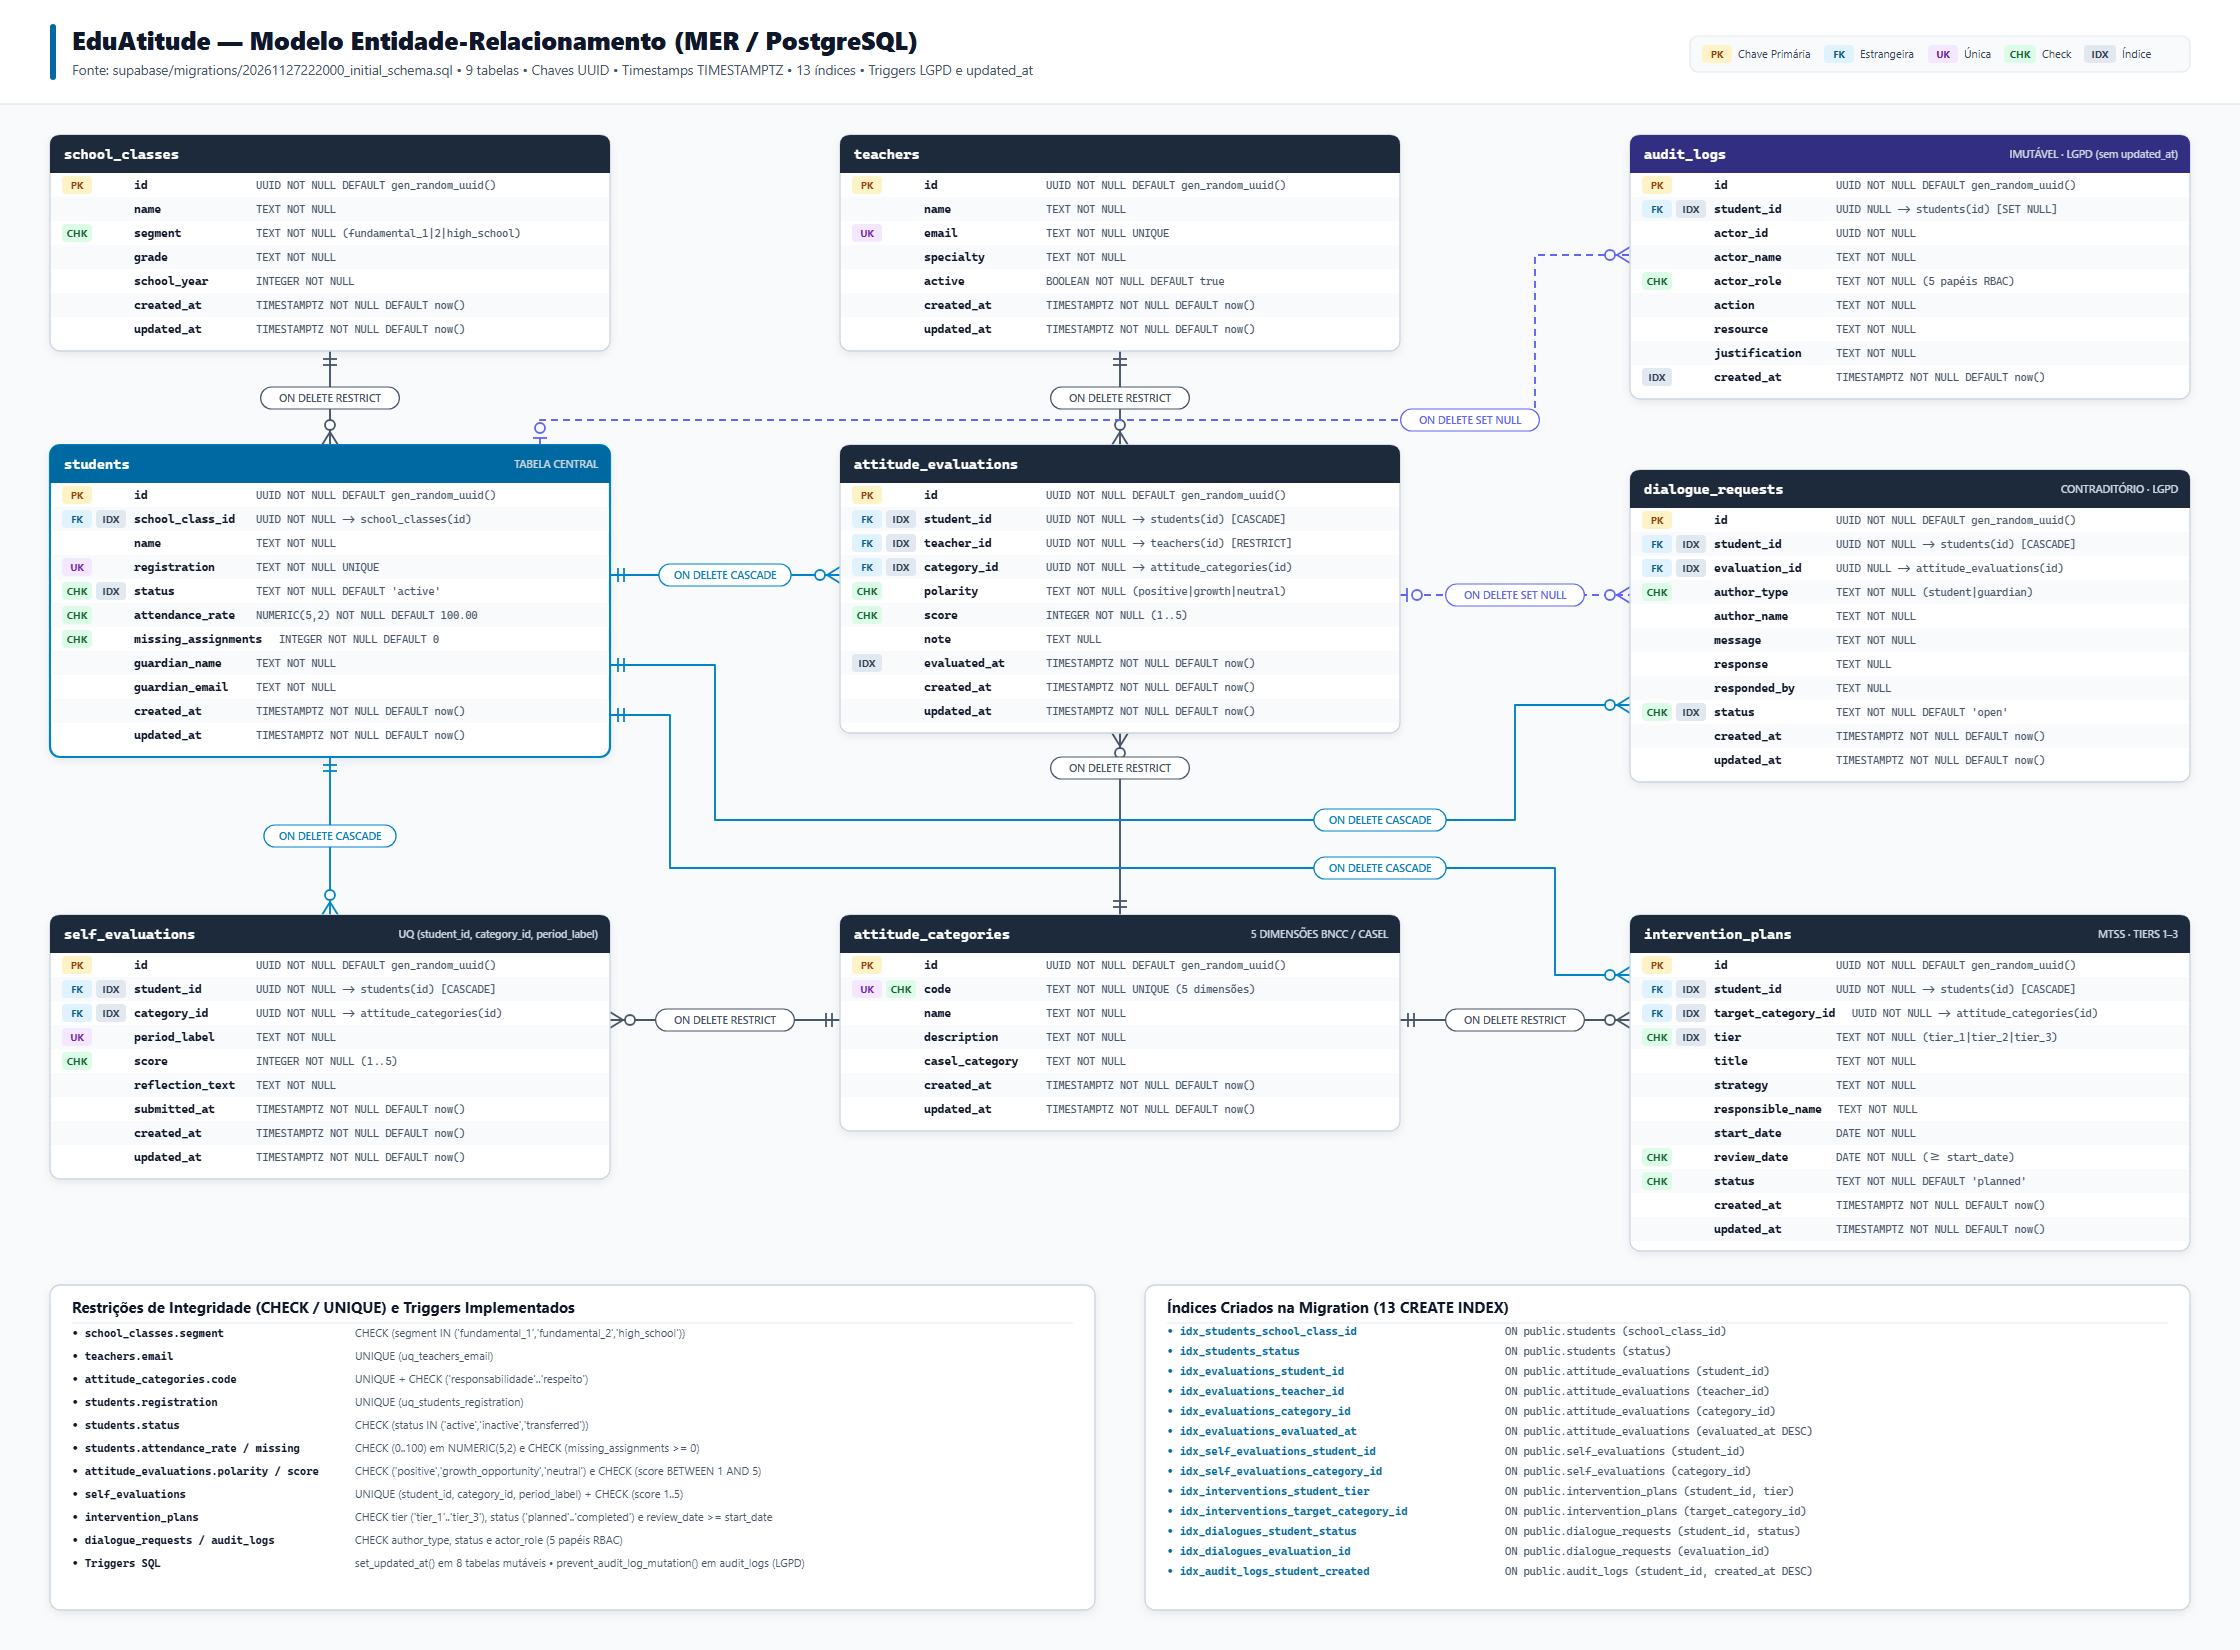 EduAtitude — Modelo Entidade-Relacionamento (MER / PostgreSQL)
Fonte: supabase/migrations/20261127222000_initial_schema.sql • 9 tabelas • Chaves UUID • Timestamps TIMESTAMPTZ • 13 índices • Triggers LGPD e updated_at
PK Chave Primária FK Estrangeira UK Única CHK Check IDX Índice
school_classes
PK id UUID NOT NULL DEFAULT gen_random_uuid()
name TEXT NOT NULL
CHK segment TEXT NOT NULL (fundamental_1|2|high_school)
grade TEXT NOT NULL
school_year INTEGER NOT NULL
created_at TIMESTAMPTZ NOT NULL DEFAULT now()
updated_at TIMESTAMPTZ NOT NULL DEFAULT now()
teachers
PK id UUID NOT NULL DEFAULT gen_random_uuid()
name TEXT NOT NULL
UK email TEXT NOT NULL UNIQUE
specialty TEXT NOT NULL
active BOOLEAN NOT NULL DEFAULT true
created_at TIMESTAMPTZ NOT NULL DEFAULT now()
updated_at TIMESTAMPTZ NOT NULL DEFAULT now()
audit_logs IMUTÁVEL · LGPD (sem updated_at)
PK id UUID NOT NULL DEFAULT gen_random_uuid()
FK IDX student_id UUID NULL → students(id) [SET NULL]
actor_id UUID NOT NULL
actor_name TEXT NOT NULL
CHK actor_role TEXT NOT NULL (5 papéis RBAC)
action TEXT NOT NULL
resource TEXT NOT NULL
justification TEXT NOT NULL
IDX created_at TIMESTAMPTZ NOT NULL DEFAULT now()
ON DELETE RESTRICT
ON DELETE RESTRICT
ON DELETE SET NULL
students TABELA CENTRAL
PK id UUID NOT NULL DEFAULT gen_random_uuid()
FK IDX school_class_id UUID NOT NULL → school_classes(id)
name TEXT NOT NULL
UK registration TEXT NOT NULL UNIQUE
CHK IDX status TEXT NOT NULL DEFAULT 'active'
CHK attendance_rate NUMERIC(5,2) NOT NULL DEFAULT 100.00
CHK missing_assignments INTEGER NOT NULL DEFAULT 0
guardian_name TEXT NOT NULL
guardian_email TEXT NOT NULL
created_at TIMESTAMPTZ NOT NULL DEFAULT now()
updated_at TIMESTAMPTZ NOT NULL DEFAULT now()
ON DELETE CASCADE
attitude_evaluations
PK id UUID NOT NULL DEFAULT gen_random_uuid()
FK IDX student_id UUID NOT NULL → students(id) [CASCADE]
FK IDX teacher_id UUID NOT NULL → teachers(id) [RESTRICT]
FK IDX category_id UUID NOT NULL → attitude_categories(id)
CHK polarity TEXT NOT NULL (positive|growth|neutral)
CHK score INTEGER NOT NULL (1..5)
note TEXT NULL
IDX evaluated_at TIMESTAMPTZ NOT NULL DEFAULT now()
created_at TIMESTAMPTZ NOT NULL DEFAULT now()
updated_at TIMESTAMPTZ NOT NULL DEFAULT now()
ON DELETE SET NULL
dialogue_requests CONTRADITÓRIO · LGPD
PK id UUID NOT NULL DEFAULT gen_random_uuid()
FK IDX student_id UUID NOT NULL → students(id) [CASCADE]
FK IDX evaluation_id UUID NULL → attitude_evaluations(id)
CHK author_type TEXT NOT NULL (student|guardian)
author_name TEXT NOT NULL
message TEXT NOT NULL
response TEXT NULL
responded_by TEXT NULL
CHK IDX status TEXT NOT NULL DEFAULT 'open'
created_at TIMESTAMPTZ NOT NULL DEFAULT now()
updated_at TIMESTAMPTZ NOT NULL DEFAULT now()
ON DELETE RESTRICT
ON DELETE CASCADE
ON DELETE CASCADE
ON DELETE CASCADE
self_evaluations UQ (student_id, category_id, period_label)
PK id UUID NOT NULL DEFAULT gen_random_uuid()
FK IDX student_id UUID NOT NULL → students(id) [CASCADE]
FK IDX category_id UUID NOT NULL → attitude_categories(id)
UK period_label TEXT NOT NULL
CHK score INTEGER NOT NULL (1..5)
reflection_text TEXT NOT NULL
submitted_at TIMESTAMPTZ NOT NULL DEFAULT now()
created_at TIMESTAMPTZ NOT NULL DEFAULT now()
updated_at TIMESTAMPTZ NOT NULL DEFAULT now()
ON DELETE RESTRICT
attitude_categories 5 DIMENSÕES BNCC / CASEL
PK id UUID NOT NULL DEFAULT gen_random_uuid()
UK CHK code TEXT NOT NULL UNIQUE (5 dimensões)
name TEXT NOT NULL
description TEXT NOT NULL
casel_category TEXT NOT NULL
created_at TIMESTAMPTZ NOT NULL DEFAULT now()
updated_at TIMESTAMPTZ NOT NULL DEFAULT now()
ON DELETE RESTRICT
intervention_plans MTSS · TIERS 1–3
PK id UUID NOT NULL DEFAULT gen_random_uuid()
FK IDX student_id UUID NOT NULL → students(id) [CASCADE]
FK IDX target_category_id UUID NOT NULL → attitude_categories(id)
CHK IDX tier TEXT NOT NULL (tier_1|tier_2|tier_3)
title TEXT NOT NULL
strategy TEXT NOT NULL
responsible_name TEXT NOT NULL
start_date DATE NOT NULL
CHK review_date DATE NOT NULL (≥ start_date)
CHK status TEXT NOT NULL DEFAULT 'planned'
created_at TIMESTAMPTZ NOT NULL DEFAULT now()
updated_at TIMESTAMPTZ NOT NULL DEFAULT now()
Restrições de Integridade (CHECK / UNIQUE) e Triggers Implementados
• school_classes.segment CHECK (segment IN ('fundamental_1','fundamental_2','high_school'))
• teachers.email UNIQUE (uq_teachers_email)
• attitude_categories.code UNIQUE + CHECK ('responsabilidade'..'respeito')
• students.registration UNIQUE (uq_students_registration)
• students.status CHECK (status IN ('active','inactive','transferred'))
• students.attendance_rate / missing CHECK (0..100) em NUMERIC(5,2) e CHECK (missing_assignments >= 0)
• attitude_evaluations.polarity / score CHECK ('positive','growth_opportunity','neutral') e CHECK (score BETWEEN 1 AND 5)
• self_evaluations UNIQUE (student_id, category_id, period_label) + CHECK (score 1..5)
• intervention_plans CHECK tier ('tier_1'..'tier_3'), status ('planned'..'completed') e review_date >= start_date
• dialogue_requests / audit_logs CHECK author_type, status e actor_role (5 papéis RBAC)
• Triggers SQL set_updated_at() em 8 tabelas mutáveis • prevent_audit_log_mutation() em audit_logs (LGPD)
Índices Criados na Migration (13 CREATE INDEX)
• idx_students_school_class_id ON public.students (school_class_id)
• idx_students_status ON public.students (status)
• idx_evaluations_student_id ON public.attitude_evaluations (student_id)
• idx_evaluations_teacher_id ON public.attitude_evaluations (teacher_id)
• idx_evaluations_category_id ON public.attitude_evaluations (category_id)
• idx_evaluations_evaluated_at ON public.attitude_evaluations (evaluated_at DESC)
• idx_self_evaluations_student_id ON public.self_evaluations (student_id)
• idx_self_evaluations_category_id ON public.self_evaluations (category_id)
• idx_interventions_student_tier ON public.intervention_plans (student_id, tier)
• idx_interventions_target_category_id ON public.intervention_plans (target_category_id)
• idx_dialogues_student_status ON public.dialogue_requests (student_id, status)
• idx_dialogues_evaluation_id ON public.dialogue_requests (evaluation_id)
• idx_audit_logs_student_created ON public.audit_logs (student_id, created_at DESC)